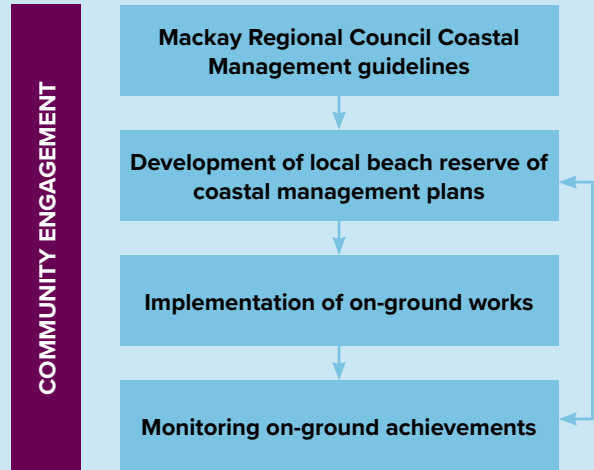 COMMUNITY ENGAGEMENT
Mackay Regional Council Coastal
Management guidelines
Development of local beach reserve of
coastal management plans
Implementation of on-ground works
Monitoring on-ground achievements